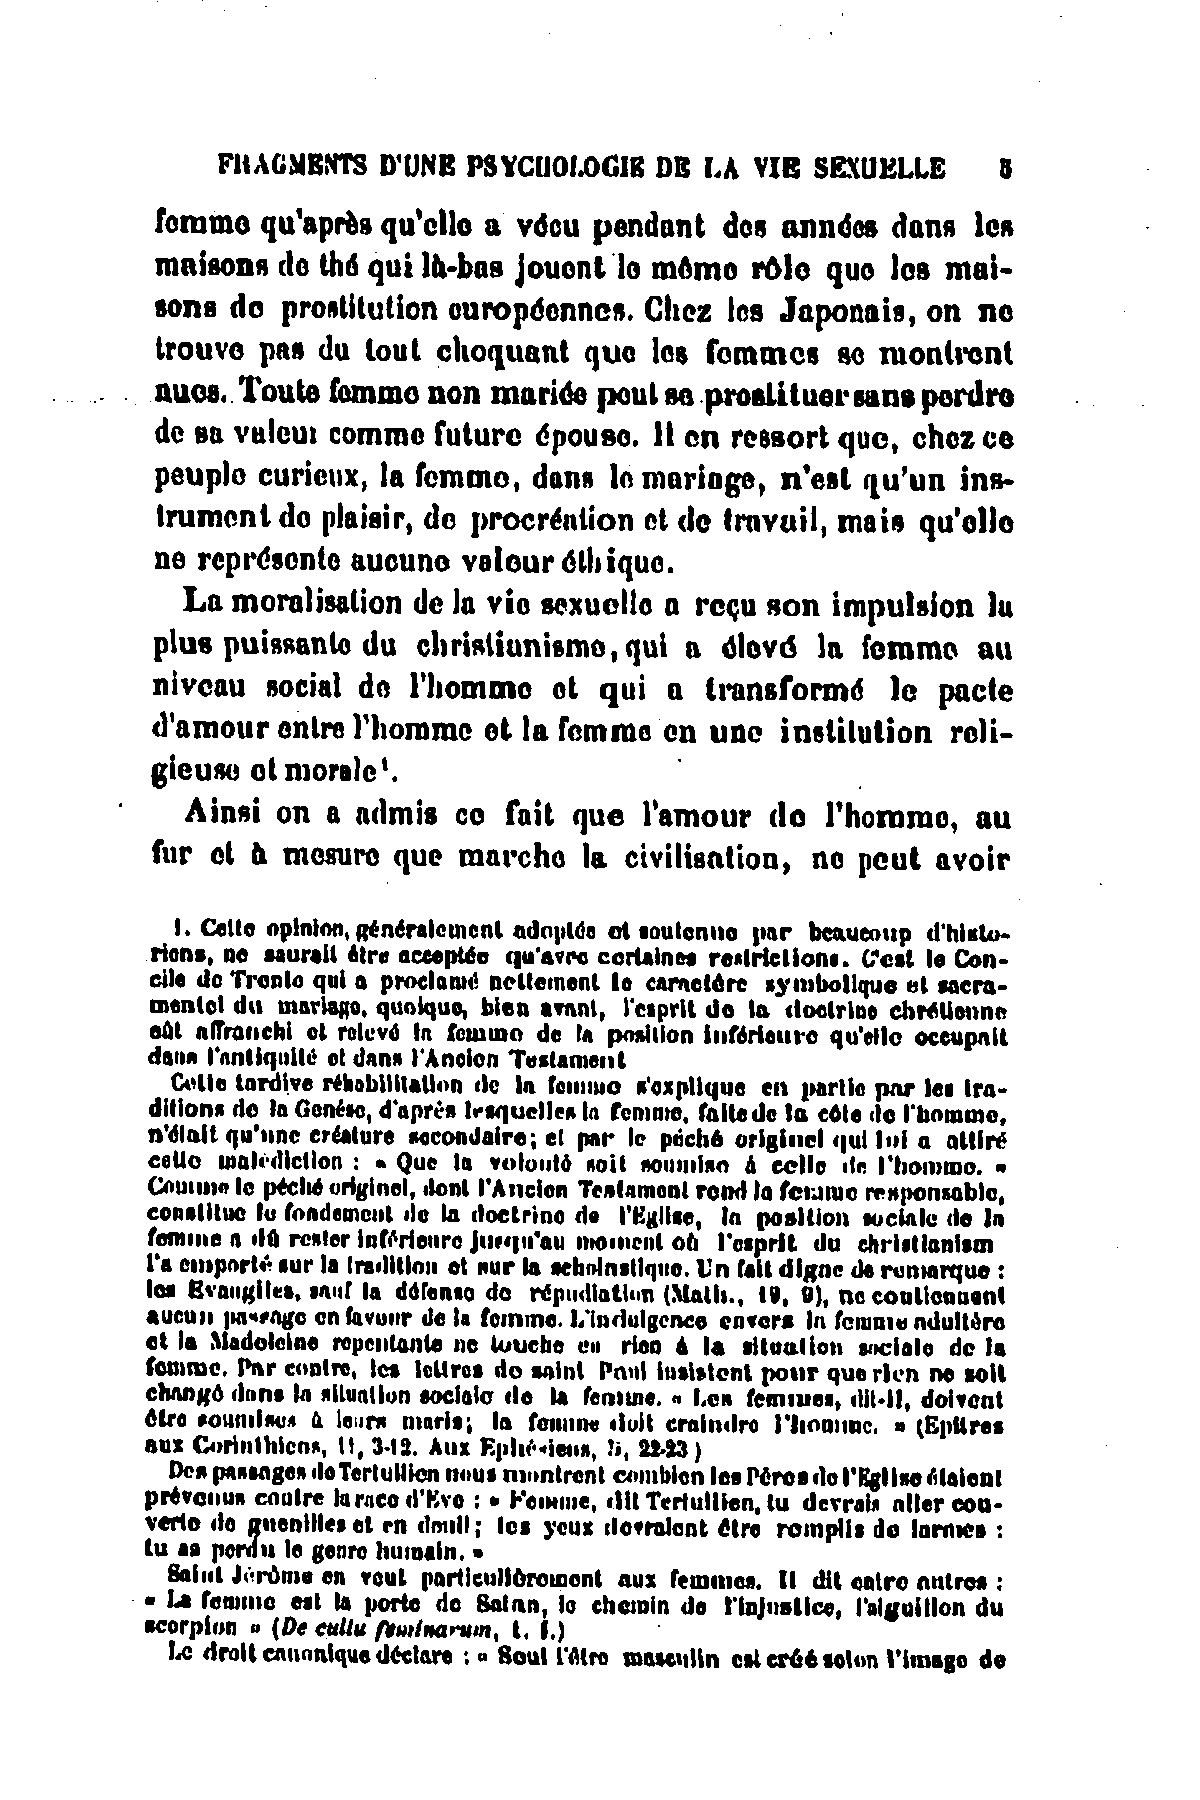 FRAGMENTS D'UNE PSYCHOLOGIE DE LA VIE SEXUELLE 5
femme qu'après qu'elle a vécu pendant des années dans les
maisons de thé qui là-bas jouent le même rôle que les mai-
sons de prostitution européennes. Chez les Japonais, on ne
trouve pas du tout choquant que les femmes se montrent
nues. Toute femme non mariée peut se prostituer sans perdre
de sa valeur comme future épouse. Il en ressort que, chez ce
peuple curieux, la femme, dans le mariage, n'est qu'un ins-
trument de plaisir, de procréation et de travail, mais qu'elle
ne représente aucune valeur éthique.
La moralisation de la vie sexuelle a reçu son impulsion la
plus puissante du christianisme, qui a élevé la femme au
niveau social de l'homme et qui a transformé le pacte
d'amour entre l'homme et la femme en une institution reli-
gieuse et morale¹.
Ainsi on a admis ce fait que l'amour de l'homme, au
fur et à mesure que marche la civilisation, ne peut avoir
1. Cette opinion, généralement adoptée et soutenue par beaucoup d'histo-
riens, ne saurait être acceptée qu'avec certaines restrictions. C'est le Con-
cile de Trente qui a proclamé nettement le caractère symbolique et sacra-
mentel du mariage, quoique, bien avant, l'esprit de la doctrine chrétienne
eût affranchi et relevé la femme de la position inférieure qu'elle occupait
dans l'antiquité et dans l'Ancien Testament
Cette tardive réhabilitation de la femme s'explique en partie par les tra-
ditions de la Genèse, d'après lesquelles la femme, faite de la côte de l'homme,
n'était qu'une créature secondaire; et par le péché originel qui lui a attiré
cette malédiction : « Que ta volonté soit soumise à celle de l'homme. »
Comme le péché originel, dont l'Ancien Testament rend la femme responsable,
constitue le fondement de la doctrine de l'Eglise, la position sociale de la
femme a dû rester inférieure jusqu'au moment où l'esprit du christianism
l'a emporté sur la tradition et sur la scholastique. Un fait digne de remarque :
les Evangiles, sauf la défense de répudiation (Math., 19, 9), ne contiennent
aucun passage en faveur de la femme. L'indulgence envers la femme adultère
et la Madeleine repentante ne touche en rien à la situation sociale de la
femme. Par contre, les lettres de saint Paul insistent pour que rien ne soit
changé dans la situation sociale de la femme. « Les femmes, dit-il, doivent
être soumises à leurs maris; la femme doit craindre l'homme. » (Epîtres
aux Corinthiens, 11, 3-12. Aux Ephésiens, 5, 22-23)
Des passages de Tertullien nous montrent combien les Pères de l'Eglise étaient
prévenus contre la race d'Eve : « Femme, dit Tertullien, tu devrais aller cou-
verte de guenilles et en deuil; tes yeux devraient être remplis de larmes :
tu as perdu le genre humain. »
Saint Jérôme en veut particulièrement aux femmes. Il dit entre autres :
« La femme est la porte de Satan, le chemin de l'injustice, l'aiguillon du
scorpion » (De cultu feminarum, t. I.)
Le droit canonique déclare : « Seul l'être masculin est créé selon l'image de